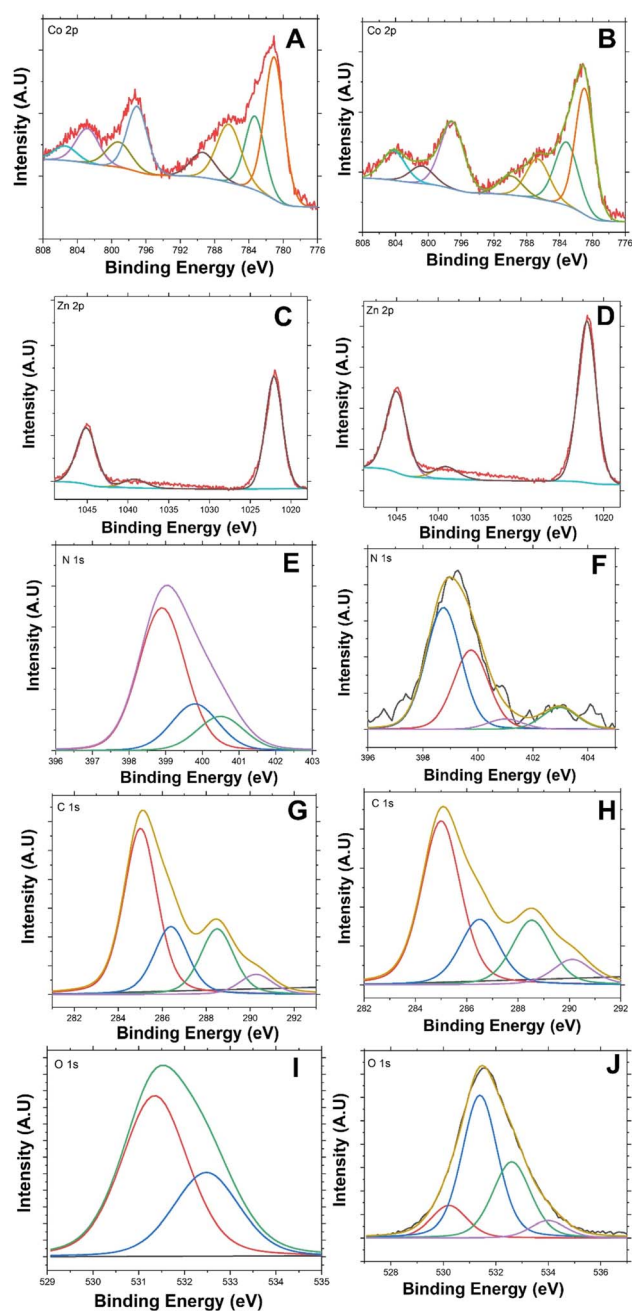 Co 2p
A
Intensity (A.U)
808 804 800 796 792 788 784 780 776
Binding Energy (eV)
Co 2p
B
Intensity (A.U)
808 804 800 796 792 788 784 780 776
Binding Energy (eV)
Zn 2p
C
Intensity (A.U)
1045 1040 1035 1030 1025 1020
Binding Energy (eV)
Zn 2p
D
Intensity (A.U)
1045 1040 1035 1030 1025 1020
Binding Energy (eV)
N 1s
E
Intensity (A.U)
396 397 398 399 400 401 402 403
Binding Energy (eV)
N 1s
F
Intensity (A.U)
396 398 400 402 404
Binding Energy (eV)
C 1s
G
Intensity (A.U)
282 284 286 288 290 292
Binding Energy (eV)
C 1s
H
Intensity (A.U)
282 284 286 288 290 292
Binding Energy (eV)
O 1s
I
Intensity (A.U)
529 530 531 532 533 534 535
Binding Energy (eV)
O 1s
J
Intensity (A.U)
528 530 532 534 536
Binding Energy (eV)